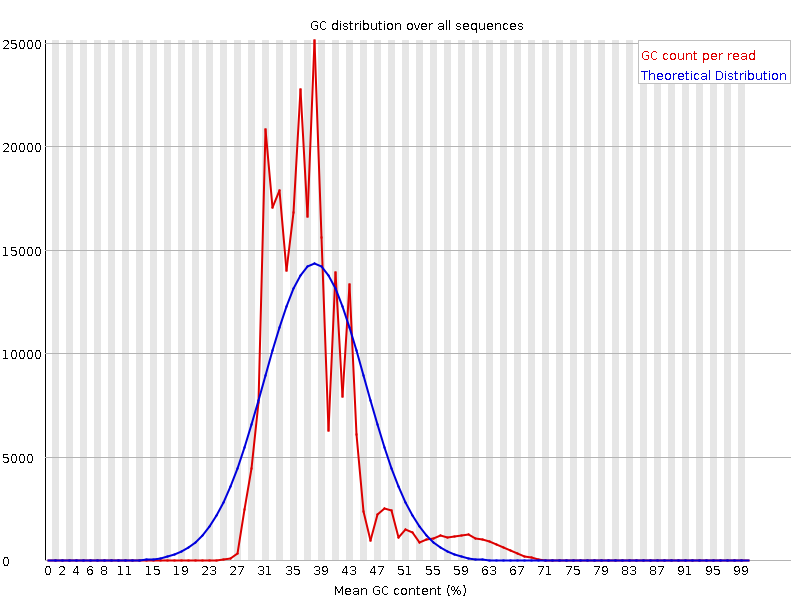 GC distribution over all sequences
GC count per read
Theoretical Distribution
25000
20000
15000
10000
5000
0
0 2 4 6 8 11 15 19 23 27 31 35 39 43 47 51 55 59 63 67 71 75 79 83 87 91 95 99
Mean GC content (%)